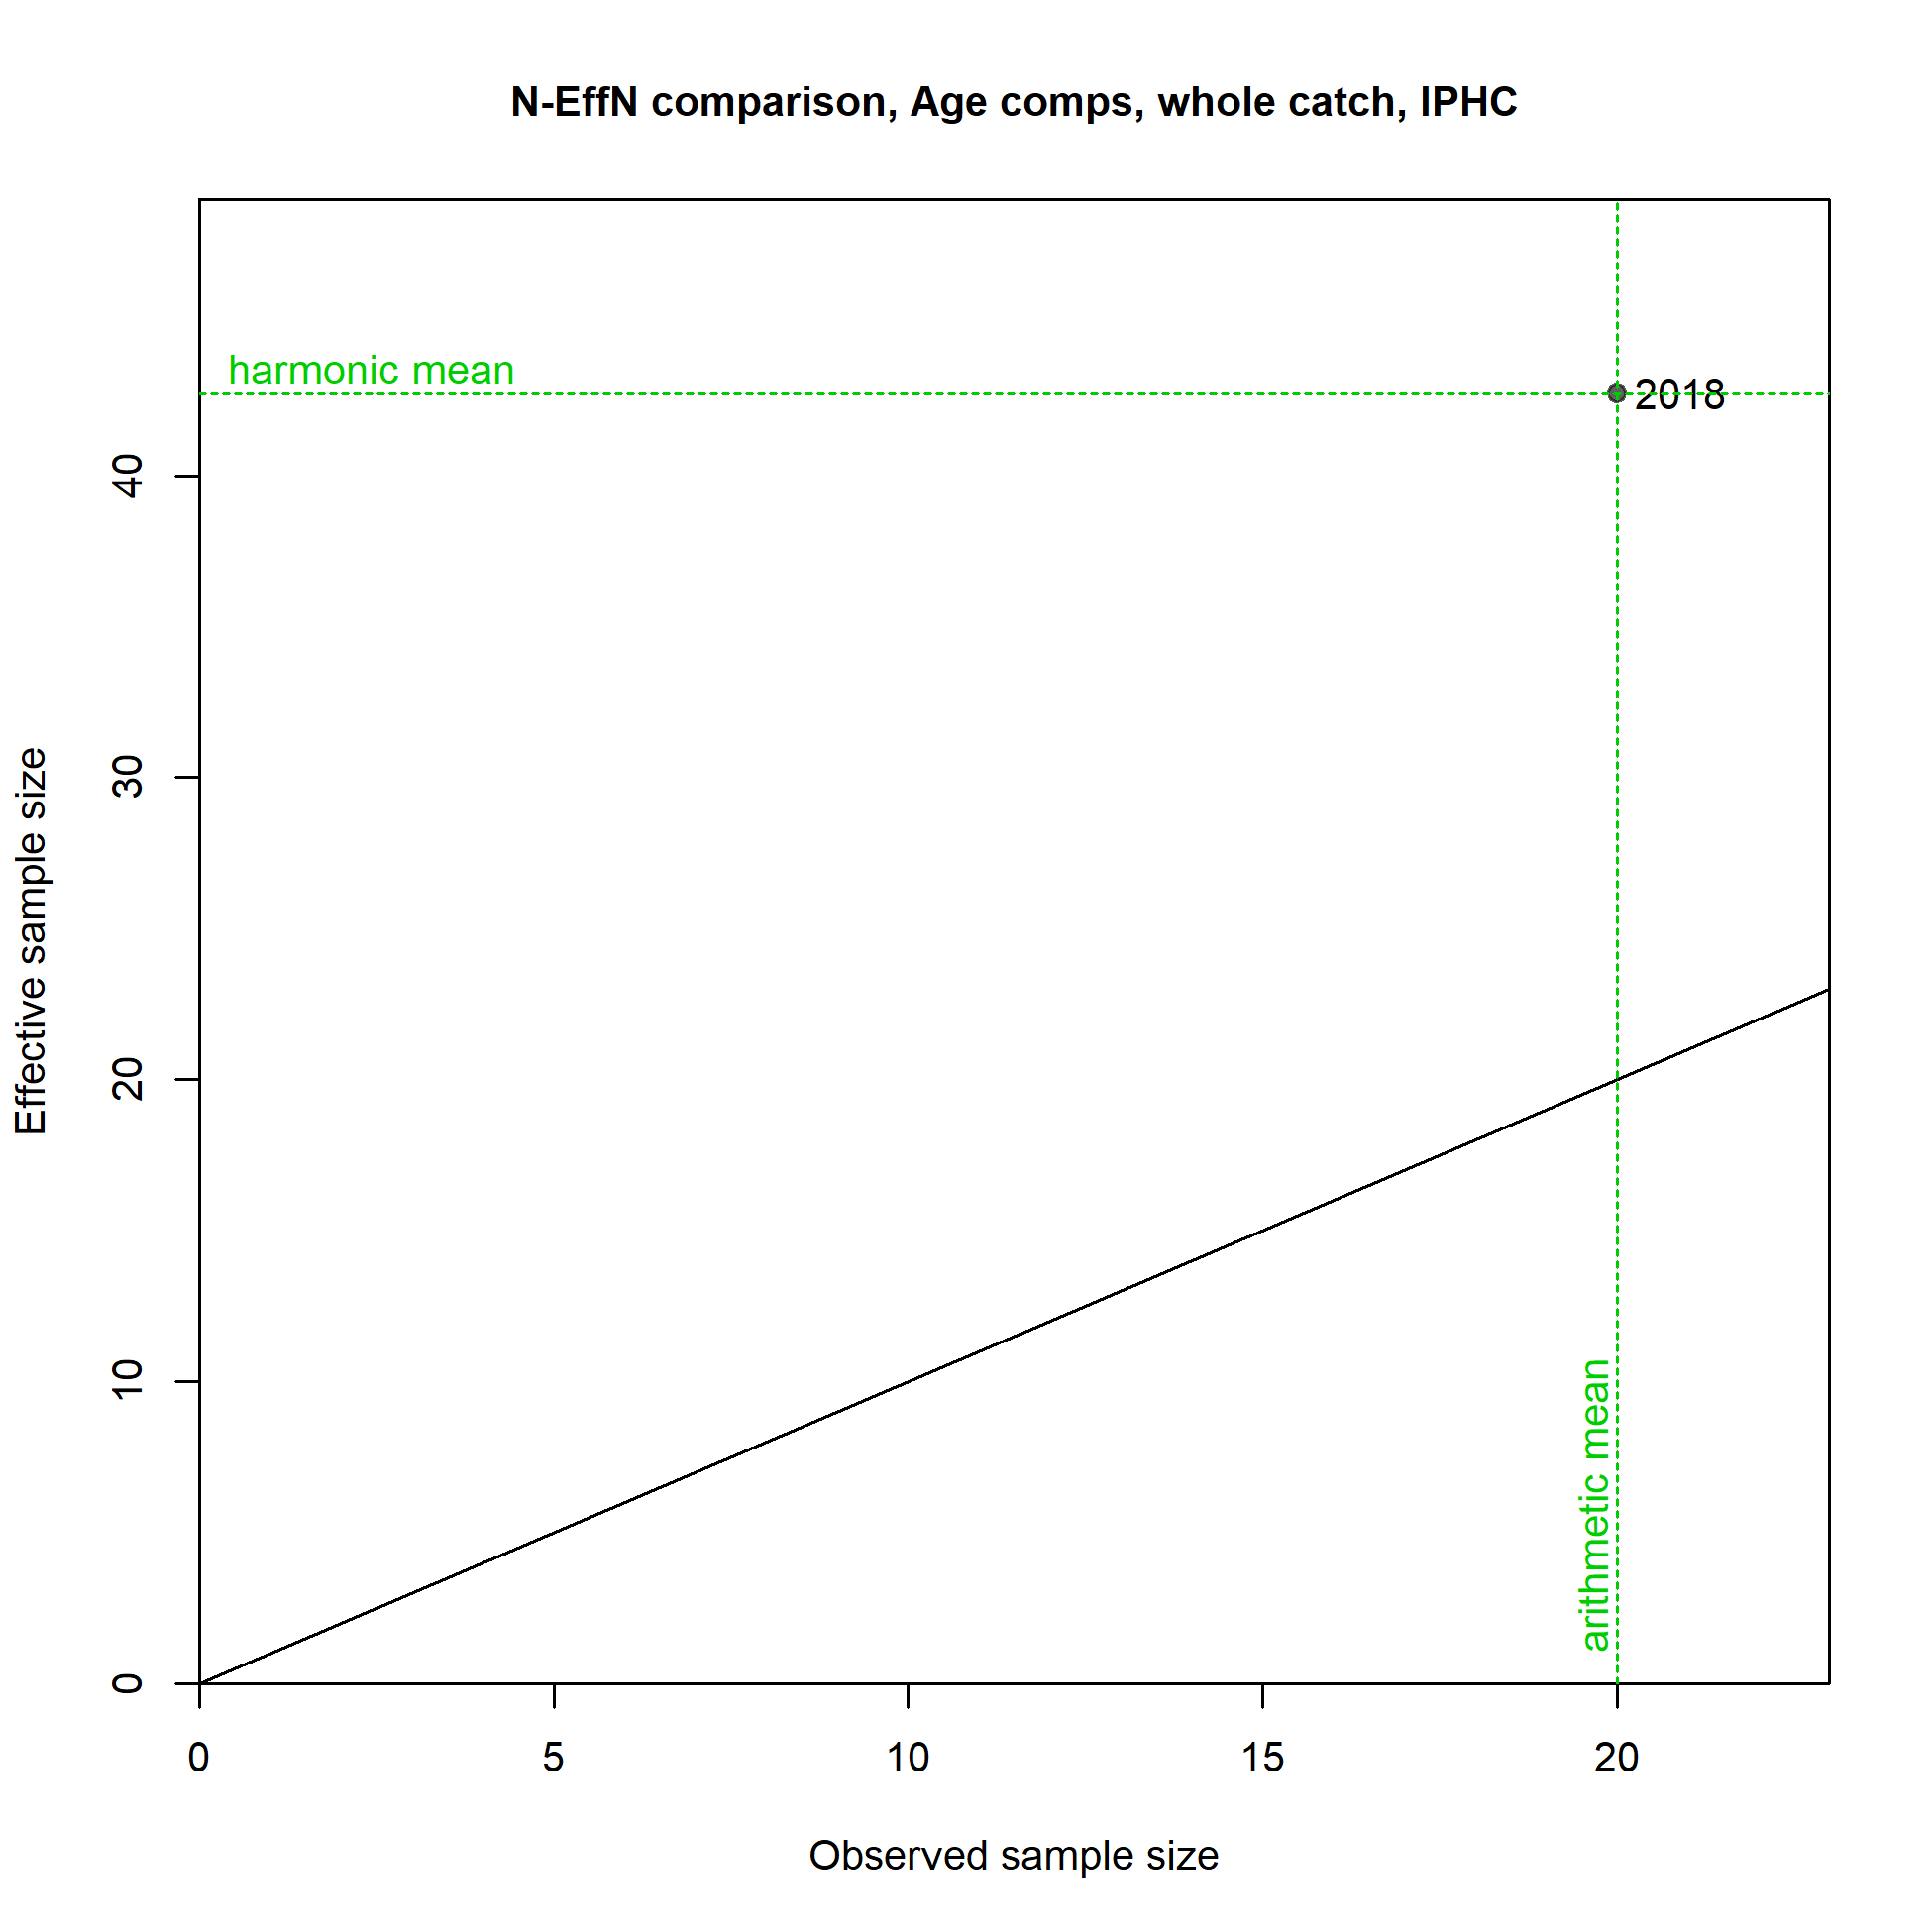 N-EffN comparison, Age comps, whole catch, IPHC
harmonic mean
2018
40
30
20
10
0
Effective sample size
arithmetic mean
0
5
10
15
20
Observed sample size